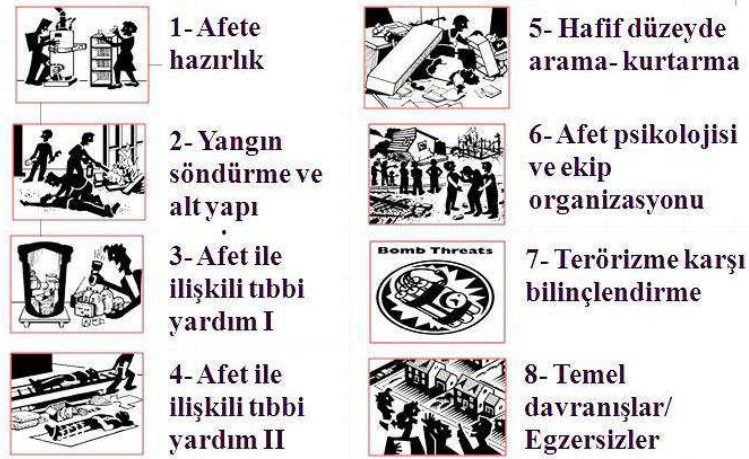 1- Afete
hazırlık
2- Yangın
söndürme ve
alt yapı
3- Afet ile
ilişkili tıbbi
yardım I
4- Afet ile
ilişkili tıbbi
yardım II
5- Hafif düzeyde
arama- kurtarma
6- Afet psikolojisi
ve ekip
organizasyonu
Bomb Threats
7- Terörizme karşı
bilinçlendirme
8- Temel
davranışlar/
Egzersizler